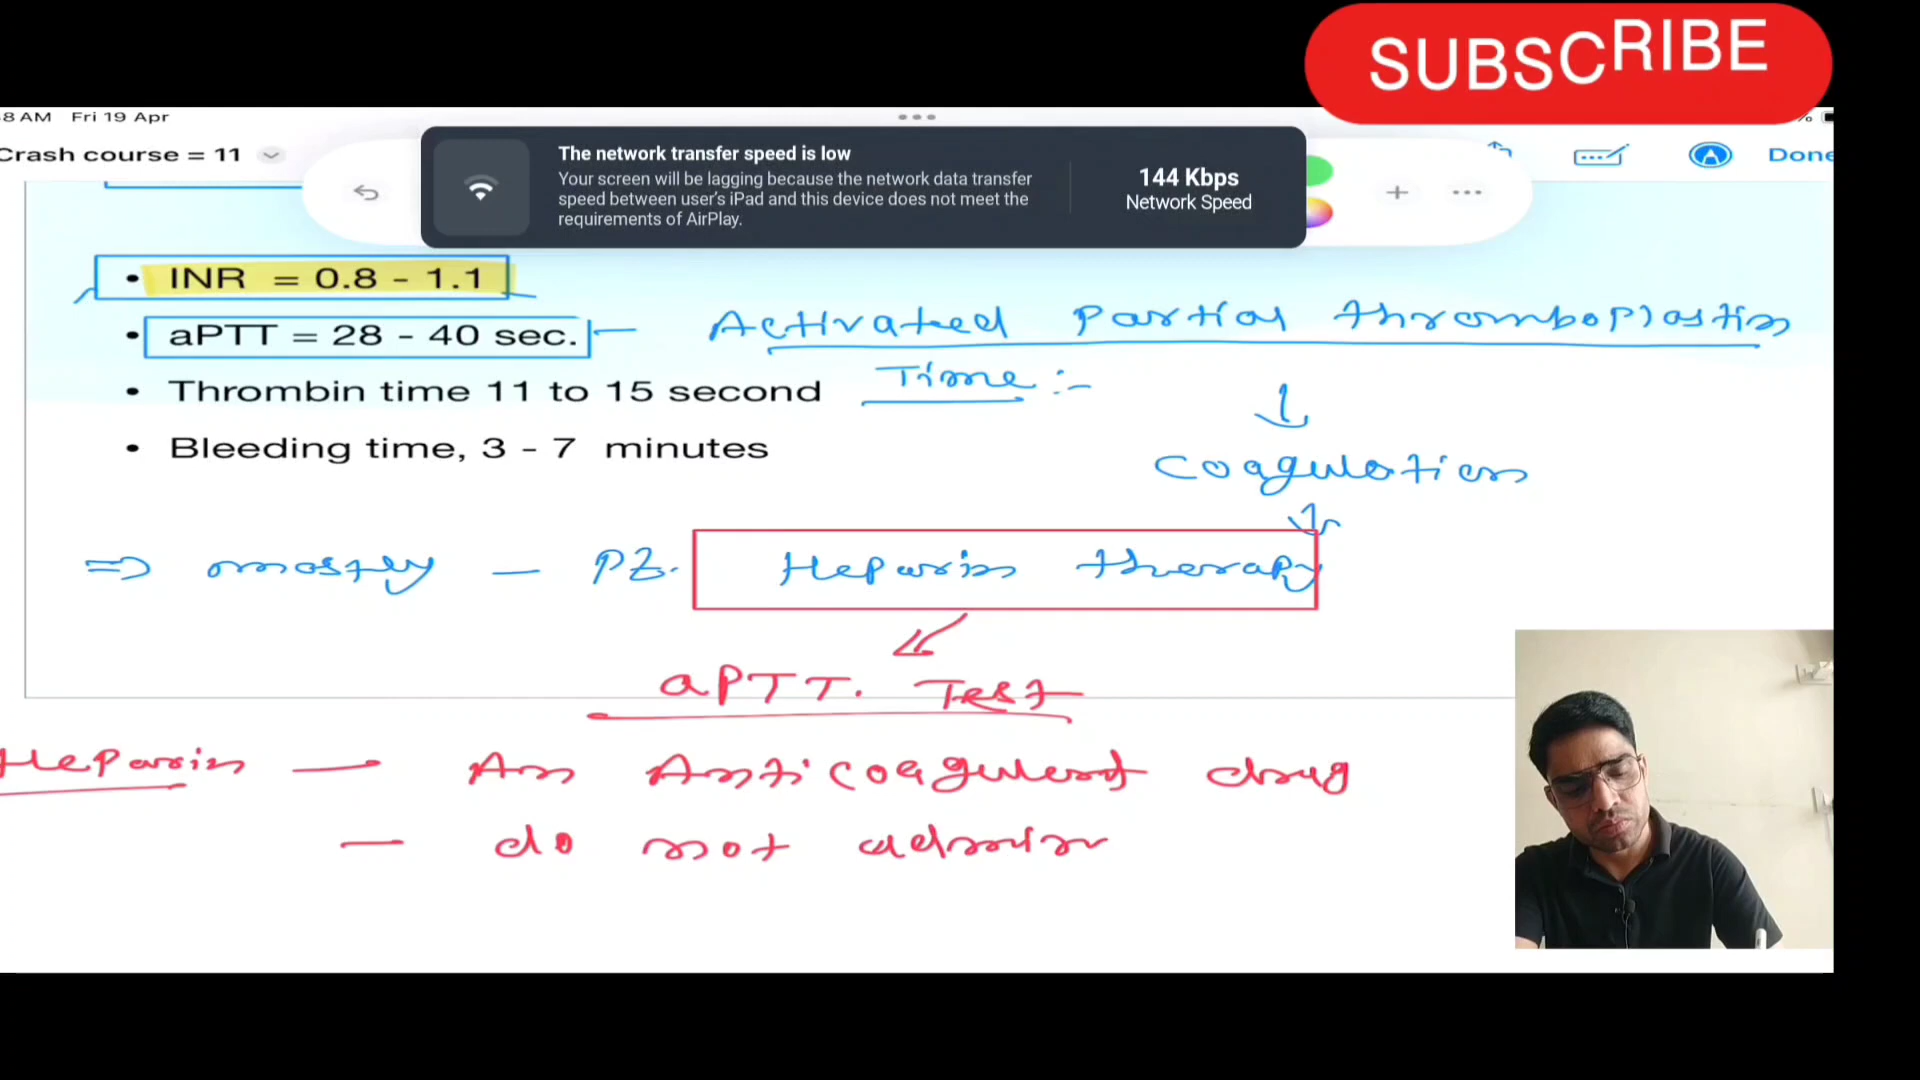 SUBSCRIBE
8 AM Fri 19 Apr
Crash course = 11
The network transfer speed is low
Your screen will be lagging because the network data transfer
speed between user's iPad and this device does not meet the
requirements of AirPlay.
144 Kbps
Network Speed
Done
• INR = 0.8 - 1.1
• aPTT = 28 - 40 sec. — Activated Partial Thromboplastin
Time :-
• Thrombin time 11 to 15 second
↓
• Bleeding time, 3 - 7 minutes
Coagulation
⇒ mostly — PZ. Heparin therapy
aPTT. Test
Heparin — An Anticoagulant drug
— do not admin